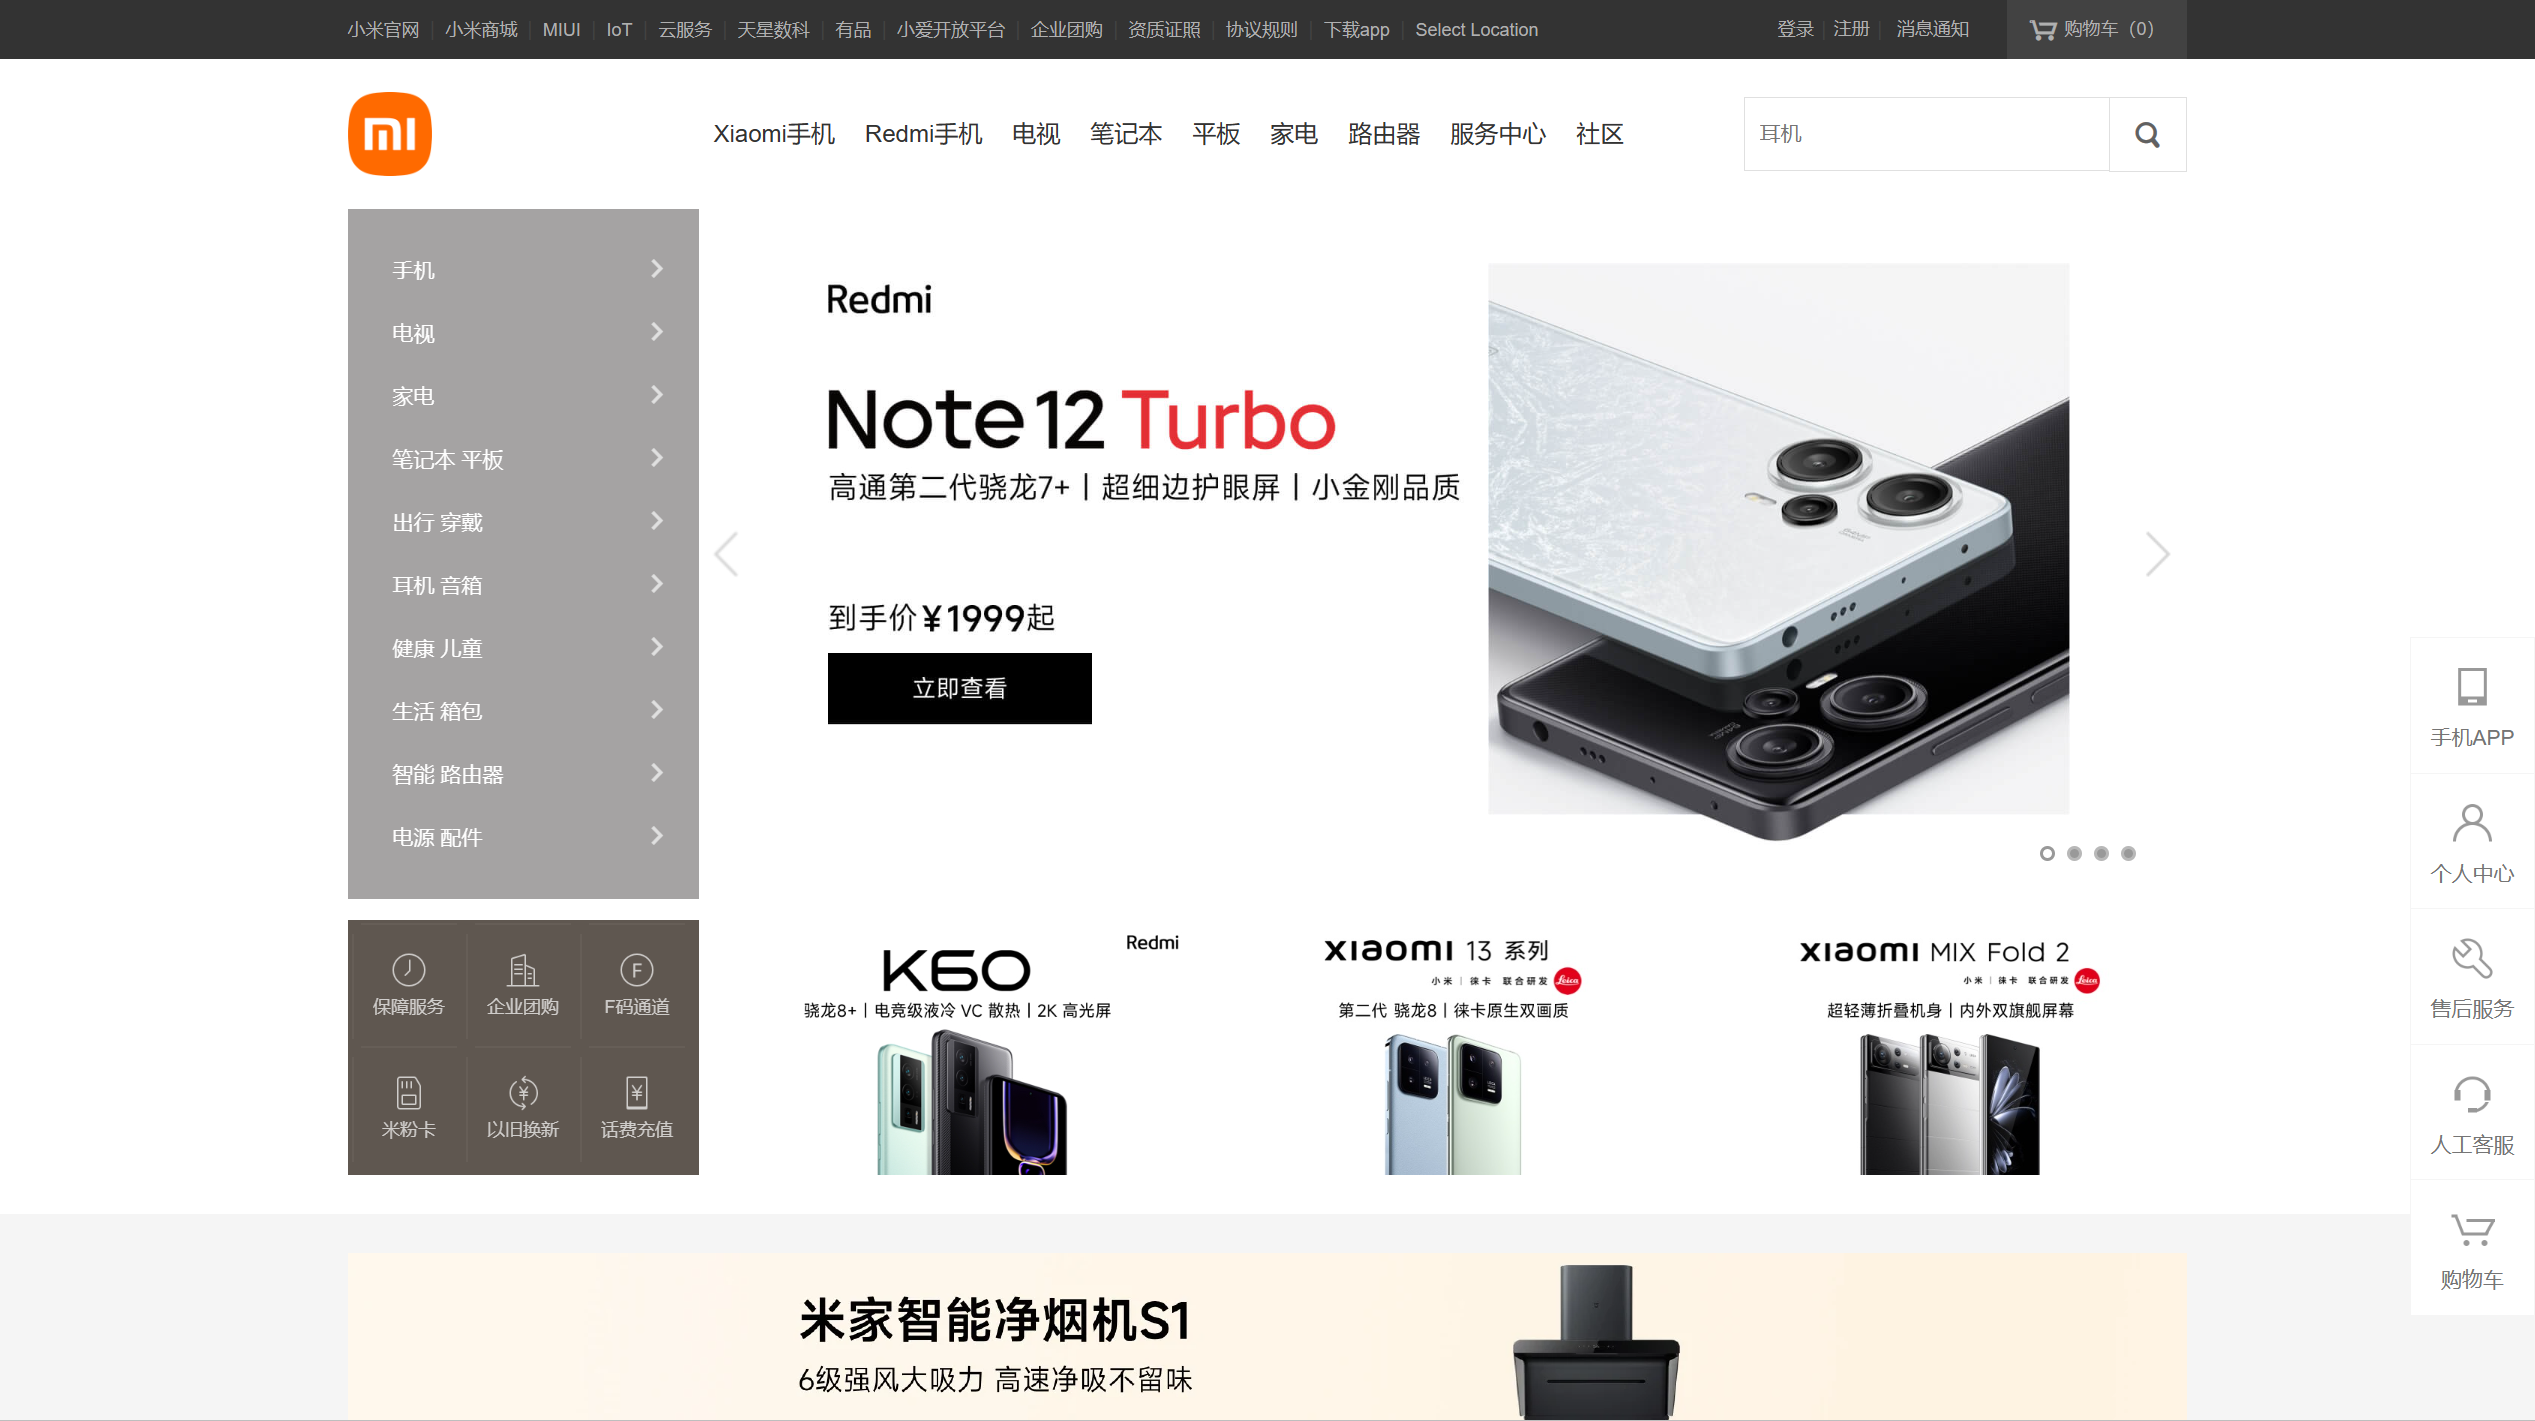 小米官网 小米商城 MIUI IoT 云服务 天星数科 有品 小爱开放平台 企业团购 资质证照 协议规则 下载app Select Location 登录 注册 消息通知 购物车（0）
Xiaomi手机 Redmi手机 电视 笔记本 平板 家电 路由器 服务中心 社区
耳机
手机
电视
家电
笔记本 平板
出行 穿戴
耳机 音箱
健康 儿童
生活 箱包
智能 路由器
电源 配件
Redmi
Note 12 Turbo
高通第二代骁龙7+丨超细边护眼屏丨小金刚品质
到手价¥1999起
立即查看
手机APP
个人中心
售后服务
人工客服
购物车
保障服务 企业团购 F码通道
米粉卡 以旧换新 话费充值
Redmi
K60
骁龙8+丨电竞级液冷 VC 散热丨2K 高光屏
xiaomi 13 系列
小米 | 徕卡 联合研发 Leica
第二代 骁龙8丨徕卡原生双画质
xiaomi MIX Fold 2
小米 | 徕卡 联合研发 Leica
超轻薄折叠机身丨内外双旗舰屏幕
米家智能净烟机S1
6级强风大吸力 高速净吸不留味